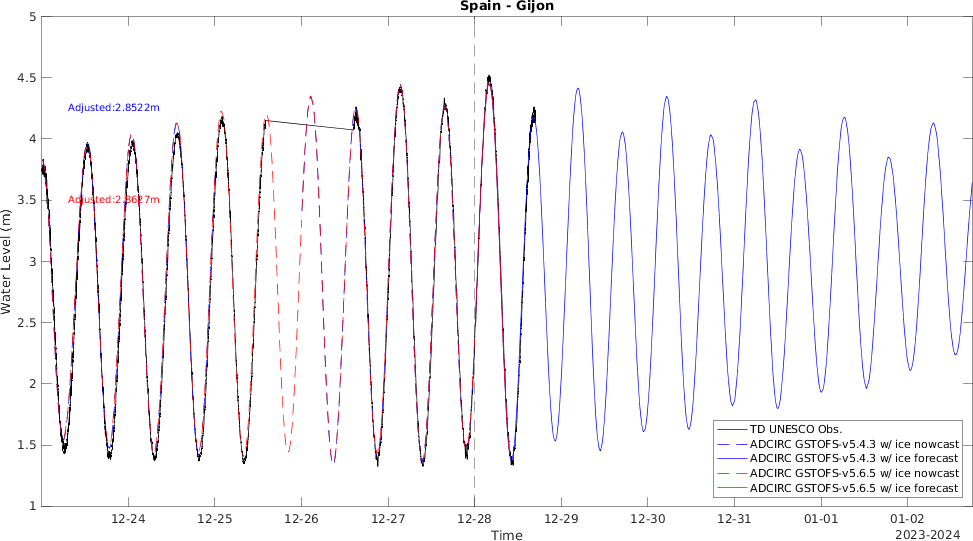 Spain - Gijon
Water Level (m)
5
4.5
4
3.5
3
2.5
2
1.5
1
Adjusted:2.8522m
Adjusted:2.8627m
TD UNESCO Obs.
ADCIRC GSTOFS-v5.4.3 w/ ice nowcast
ADCIRC GSTOFS-v5.4.3 w/ ice forecast
ADCIRC GSTOFS-v5.6.5 w/ ice nowcast
ADCIRC GSTOFS-v5.6.5 w/ ice forecast
12-24 12-25 12-26 12-27 12-28 12-29 12-30 12-31 01-01 01-02
Time
2023-2024